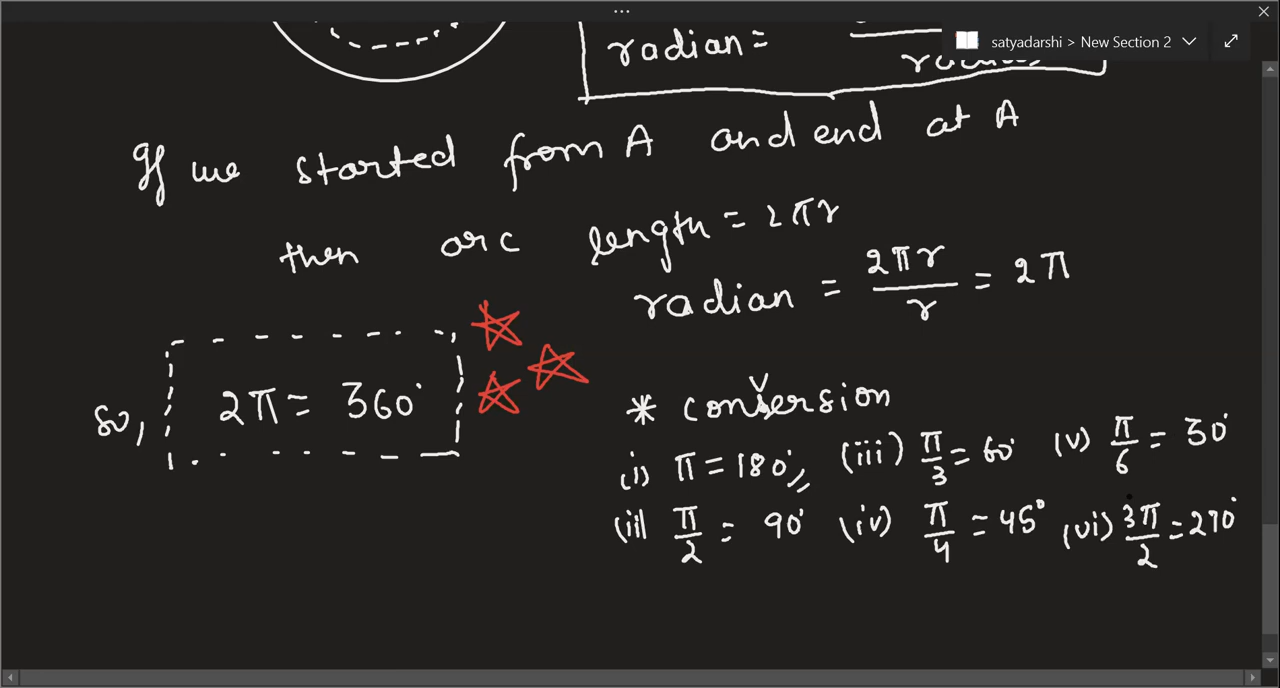 ...
satyadarshi > New Section 2
radian =
If we started from A and end at A
then arc length = 2πr
radian = 2πr/r = 2π
so, 2π = 360°
* conversion
(i) π = 180° (iii) π/3 = 60° (v) π/6 = 30°
(ii) π/2 = 90° (iv) π/4 = 45° (vi) 3π/2 = 270°